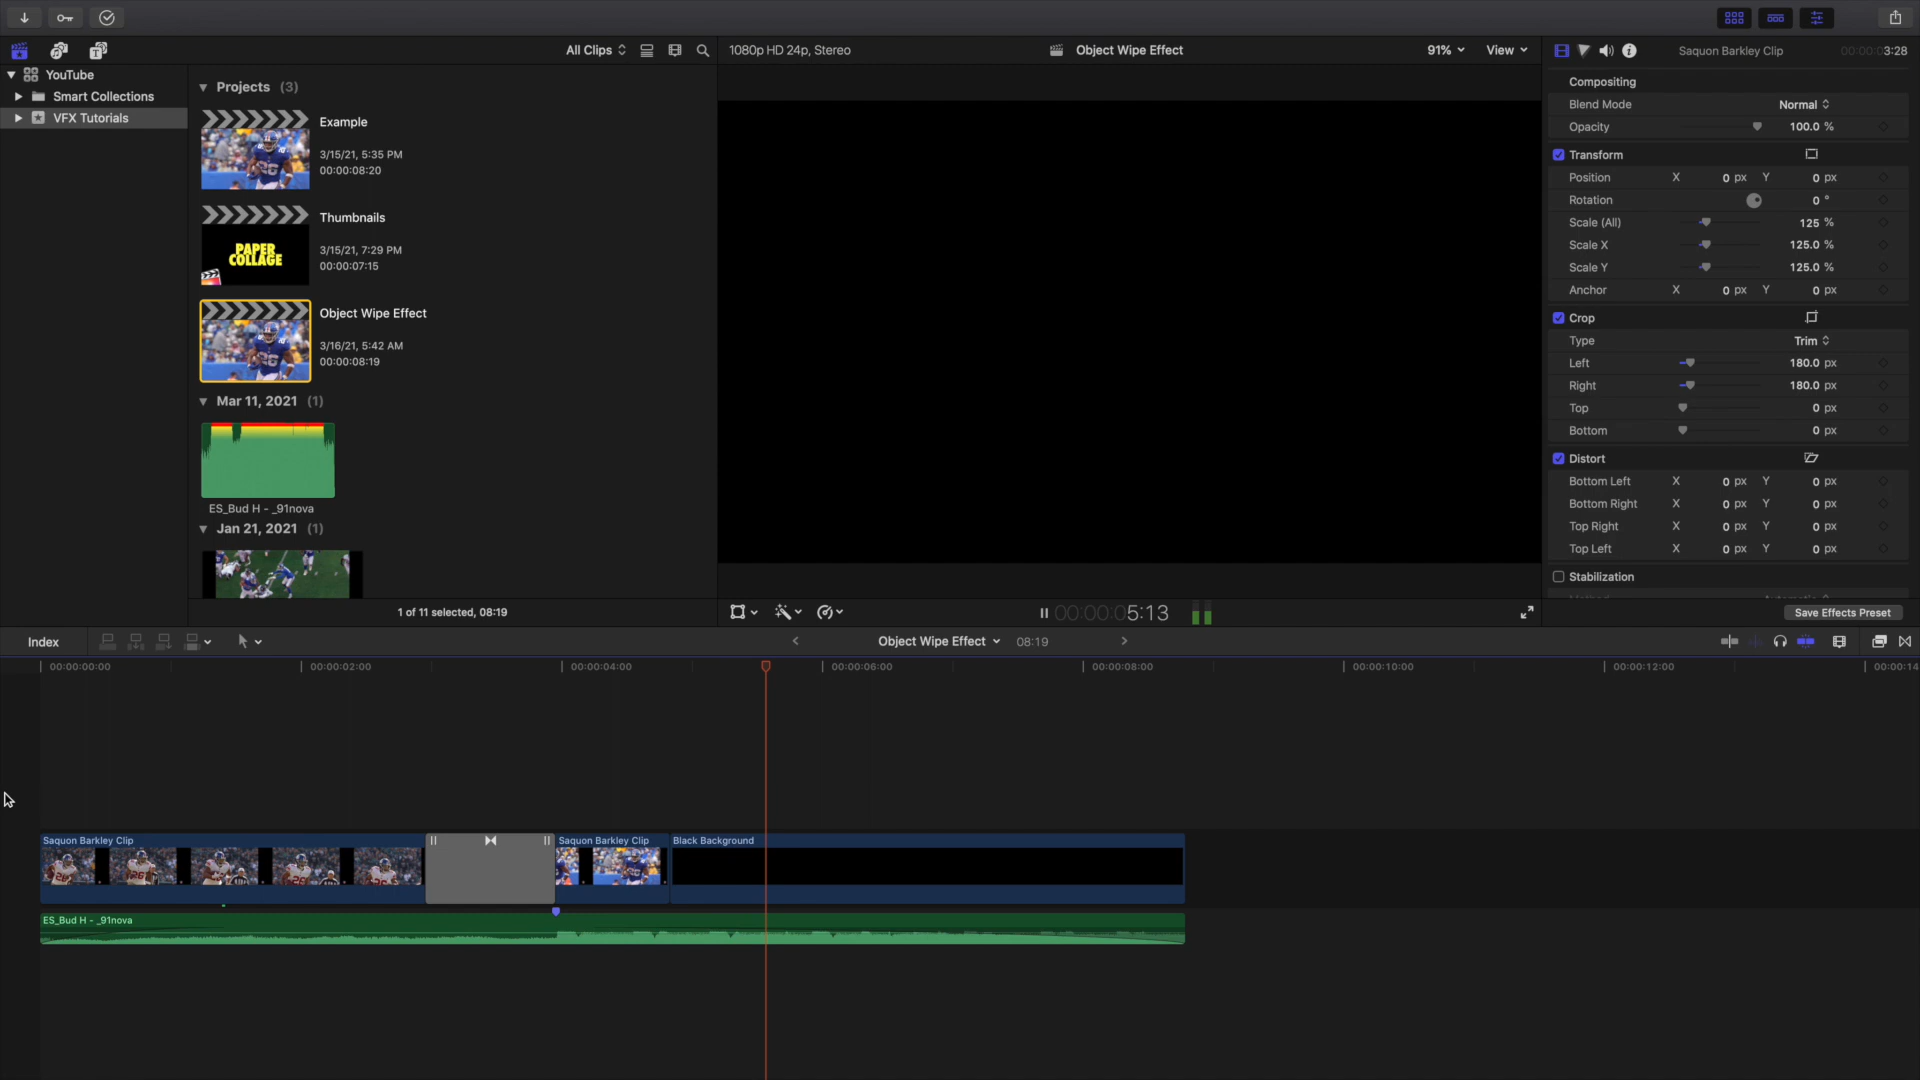 All Clips
1080p HD 24p, Stereo
Object Wipe Effect
91%
View
Saquon Barkley Clip
00:00:03:28
YouTube
Smart Collections
VFX Tutorials
Projects (3)
Example
3/15/21, 5:35 PM
00:00:08:20
Thumbnails
3/15/21, 7:29 PM
00:00:07:15
PAPER
COLLAGE
Object Wipe Effect
3/16/21, 5:42 AM
00:00:08:19
Mar 11, 2021 (1)
ES_Bud H - _91nova
Jan 21, 2021 (1)
1 of 11 selected, 08:19
Compositing
Blend Mode Normal
Opacity 100.0 %
Transform
Position X 0 px Y 0 px
Rotation 0 °
Scale (All) 125 %
Scale X 125.0 %
Scale Y 125.0 %
Anchor X 0 px Y 0 px
Crop
Type Trim
Left 180.0 px
Right 180.0 px
Top 0 px
Bottom 0 px
Distort
Bottom Left X 0 px Y 0 px
Bottom Right X 0 px Y 0 px
Top Right X 0 px Y 0 px
Top Left X 0 px Y 0 px
Stabilization
Save Effects Preset
00:00:05:13
Index
Object Wipe Effect 08:19
00:00:00:00
00:00:02:00
00:00:04:00
00:00:06:00
00:00:08:00
00:00:10:00
00:00:12:00
00:00:14
Saquon Barkley Clip
Saquon Barkley Clip
Black Background
ES_Bud H - _91nova